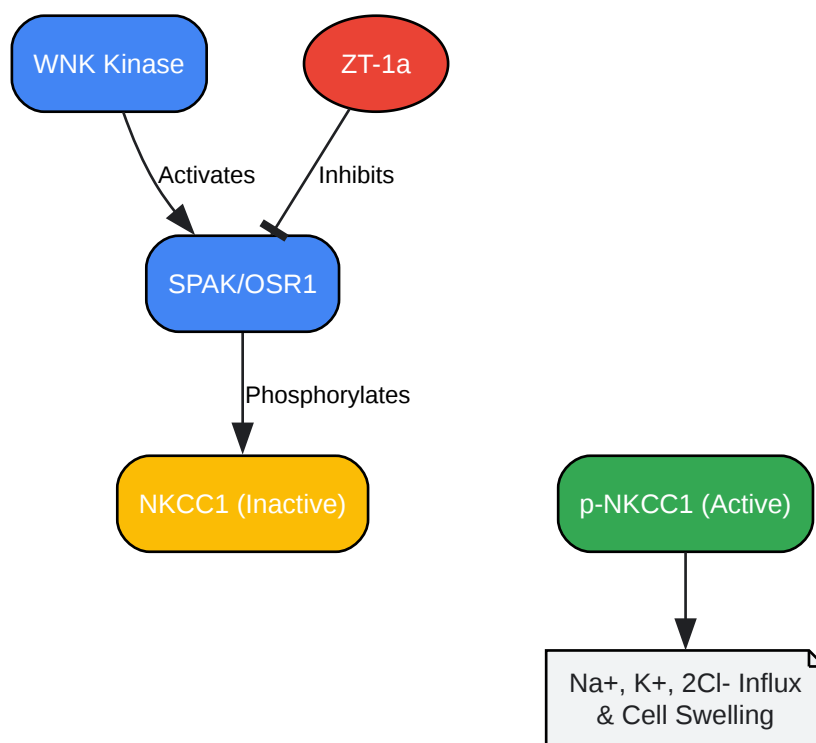 WNK Kinase
ZT-1a
Activates
Inhibits
SPAK/OSR1
Phosphorylates
NKCC1 (Inactive)
p-NKCC1 (Active)
Na+, K+, 2Cl- Influx
& Cell Swelling